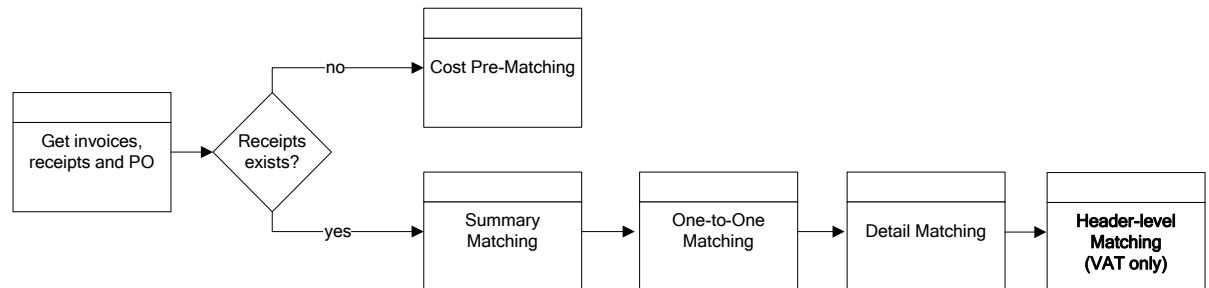 no
Cost Pre-Matching
Get invoices,
receipts and PO
Receipts
exists?
yes
Summary
Matching
One-to-One
Matching
Detail Matching
Header-level
Matching
(VAT only)